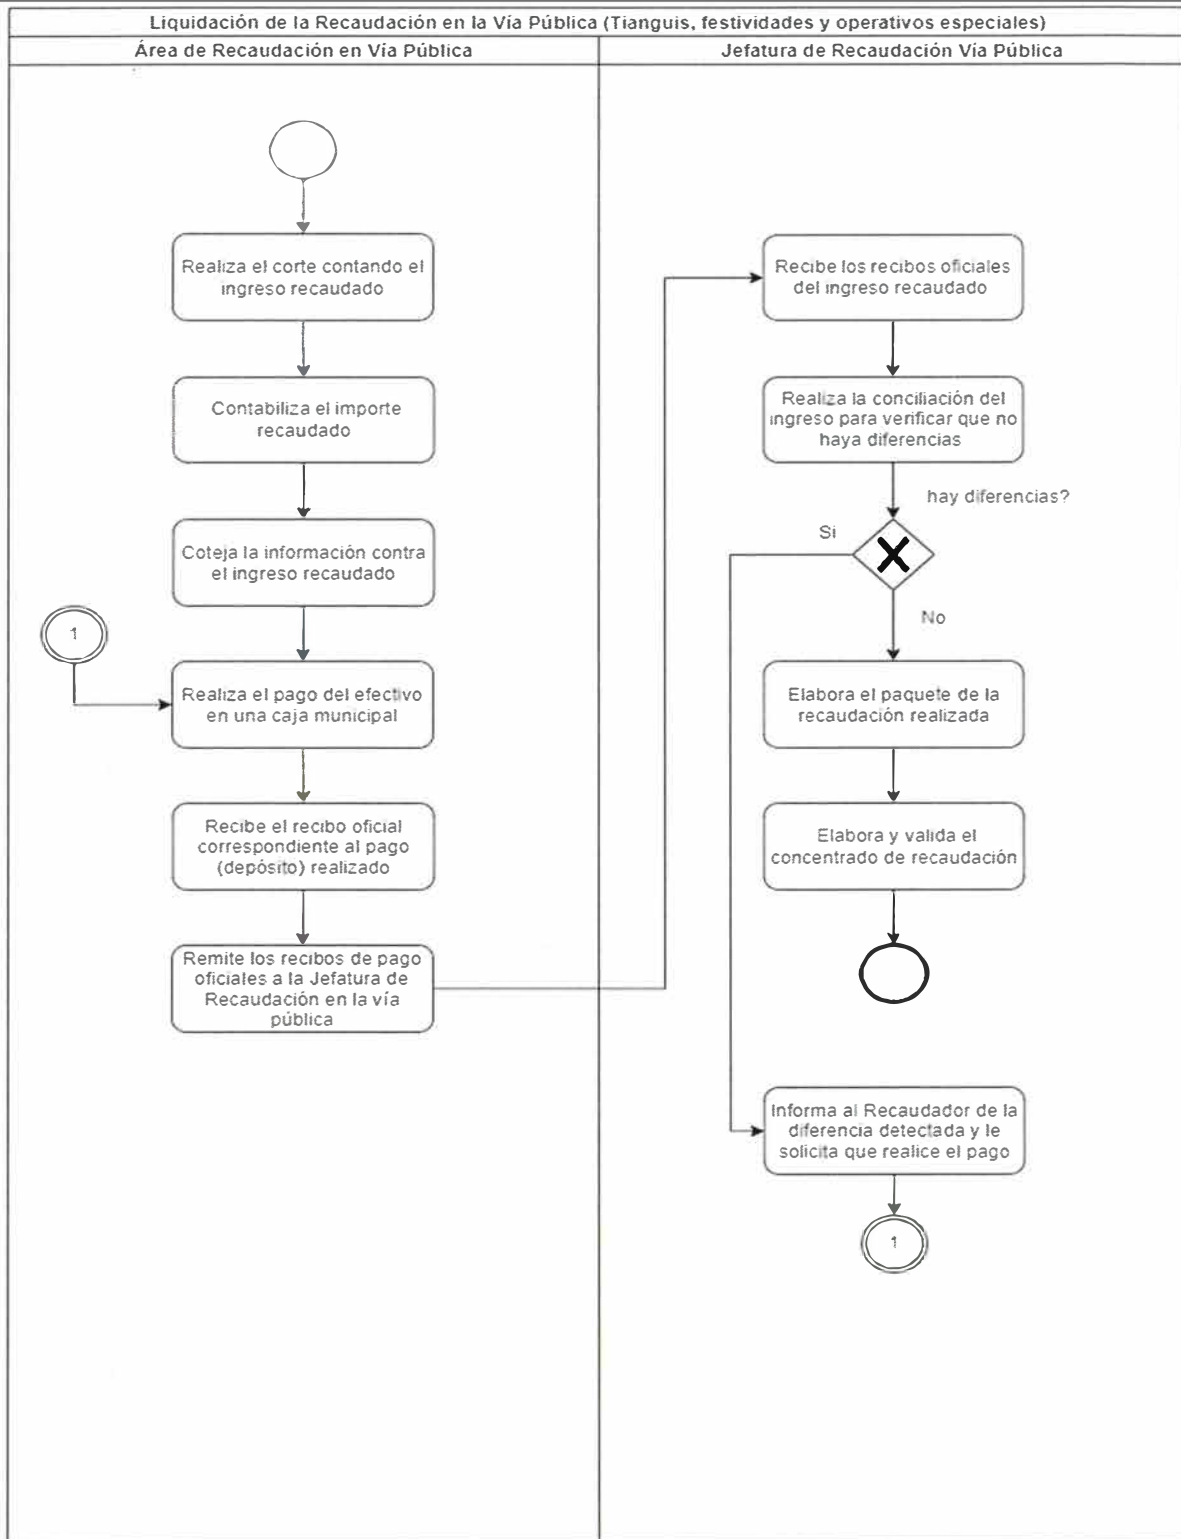 Liquidación de la Recaudación en la Vía Pública (Tianguis, festividades y operativos especiales)
Área de Recaudación en Vía Pública
Jefatura de Recaudación Vía Pública
Realiza el corte contando el
ingreso recaudado
Contabiliza el importe
recaudado
Coteja la información contra
el ingreso recaudado
1
Realiza el pago del efectivo
en una caja municipal
Recibe el recibo oficial
correspondiente al pago
(depósito) realizado
Remite los recibos de pago
oficiales a la Jefatura de
Recaudación en la vía
pública
Recibe los recibos oficiales
del ingreso recaudado
Realiza la conciliación del
ingreso para verificar que no
haya diferencias
hay diferencias?
Si
No
Elabora el paquete de la
recaudación realizada
Elabora y valida el
concentrado de recaudación
Informa al Recaudador de la
diferencia detectada y le
solicita que realice el pago
1